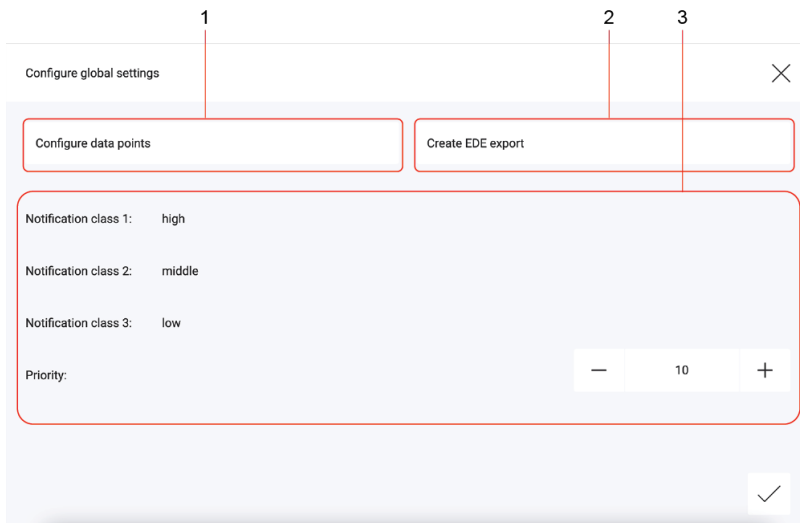 1 2 3
Configure global settings
Configure data points
Create EDE export
Notification class 1: high
Notification class 2: middle
Notification class 3: low
Priority: 10